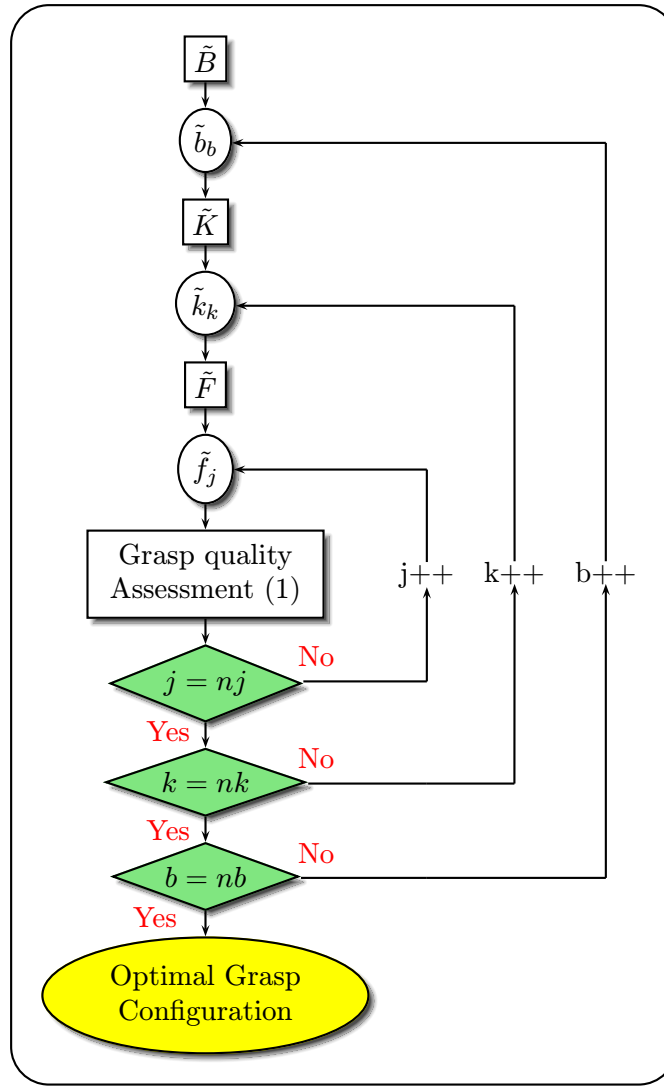 B̃
b̃_b
K̃
k̃_k
F̃
f̃_j
Grasp quality
Assessment (1)
j++ k++ b++
No
j = nj
Yes
No
k = nk
Yes
No
b = nb
Yes
Optimal Grasp
Configuration